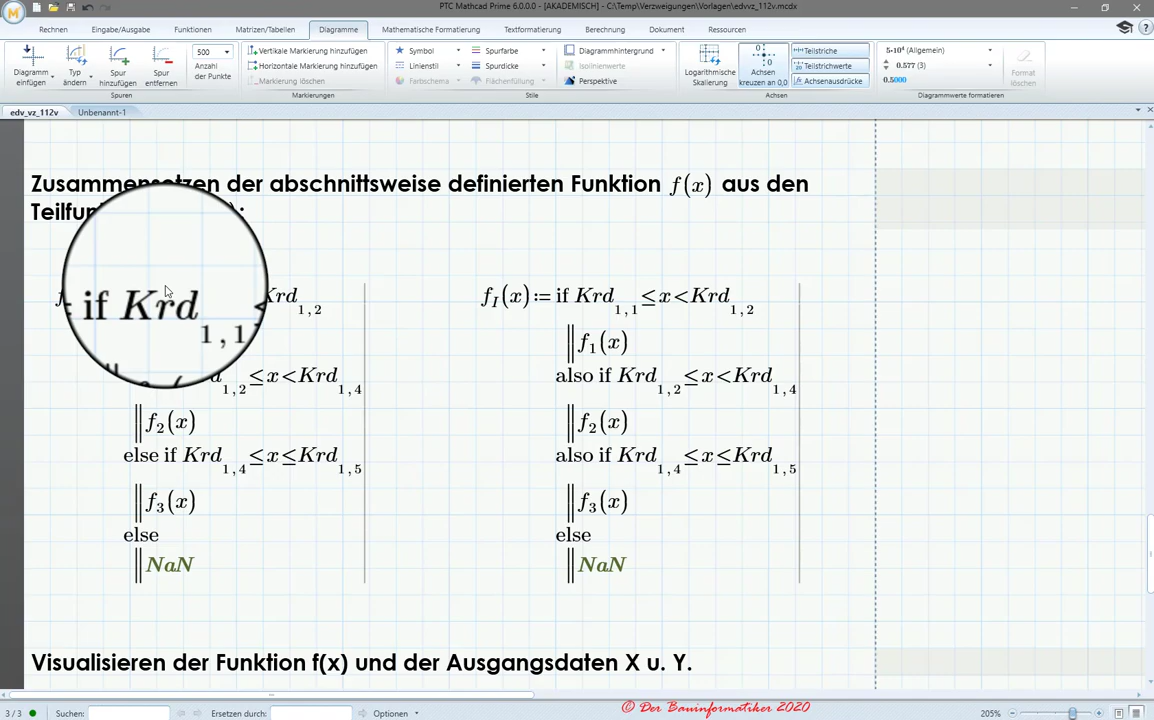 PTC Mathcad Prime 6.0.0.0 - [AKADEMISCH] - C:\Temp\Verzweigungen\Vorlagen\edvvz_112v.mcdx
Rechnen Eingabe/Ausgabe Funktionen Matrizen/Tabellen Diagramme Mathematische Formatierung Textformatierung Berechnung Dokument Ressourcen
Diagramm einfügen
Typ ändern
Spur hinzufügen
Spur entfernen
500
Anzahl der Punkte
Spuren
Vertikale Markierung hinzufügen
Horizontale Markierung hinzufügen
Markierung löschen
Markierungen
Symbol
Linienstil
Farbschema
Spurfarbe
Spurdicke
Flächenfüllung
Diagrammhintergrund
Isolinienwerte
Perspektive
Stile
Logarithmische Skalierung
Achsen kreuzen an 0,0
Teilstriche
Teilstrichwerte
Achsenausdrücke
Achsen
5·10⁴ (Allgemein)
0.577 (3)
0.5000
Format löschen
Diagrammwerte formatieren
edv_vz_112v
Unbenannt-1
Zusammensetzen der abschnittsweise definierten Funktion f(x) aus den
Teilfun
):
if Krd 1,1
Krd 1,2
1,2 ≤ x < Krd 1,4
‖ f2(x)
else if Krd 1,4 ≤ x ≤ Krd 1,5
‖ f3(x)
else
‖ NaN
fI(x) := if Krd 1,1 ≤ x < Krd 1,2
‖ f1(x)
also if Krd 1,2 ≤ x < Krd 1,4
‖ f2(x)
also if Krd 1,4 ≤ x ≤ Krd 1,5
‖ f3(x)
else
‖ NaN
Visualisieren der Funktion f(x) und der Ausgangsdaten X u. Y.
3 / 3
Suchen:
Ersetzen durch:
Optionen
© Der Bauinformatiker 2020
205%